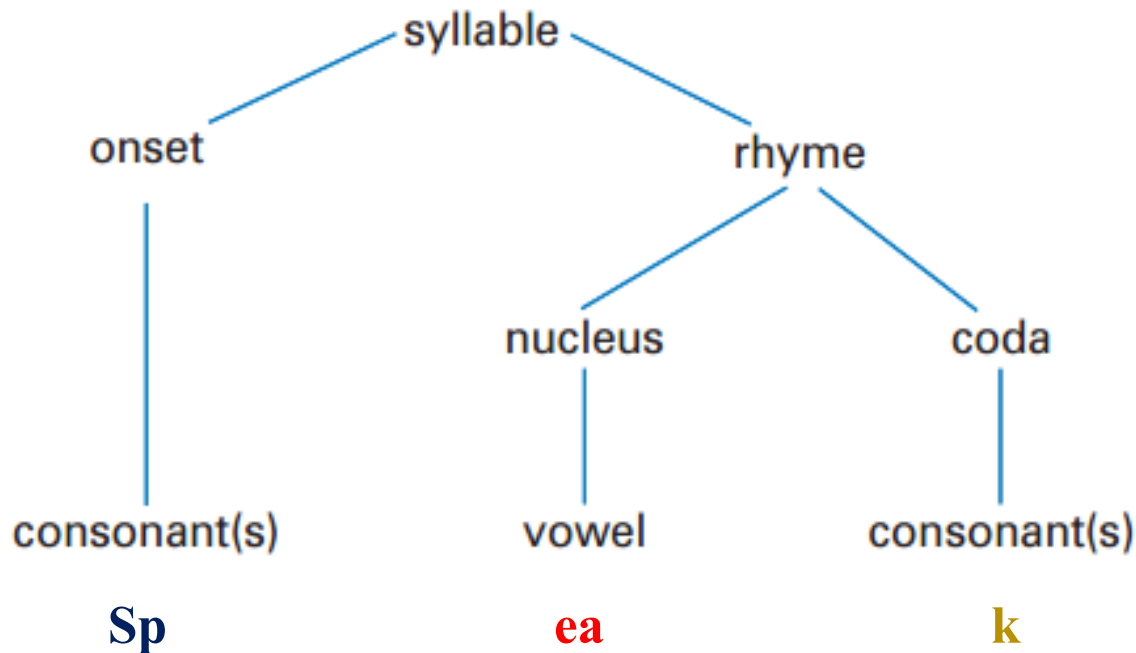 syllable
onset rhyme
nucleus coda
consonant(s) vowel consonant(s)
Sp ea k